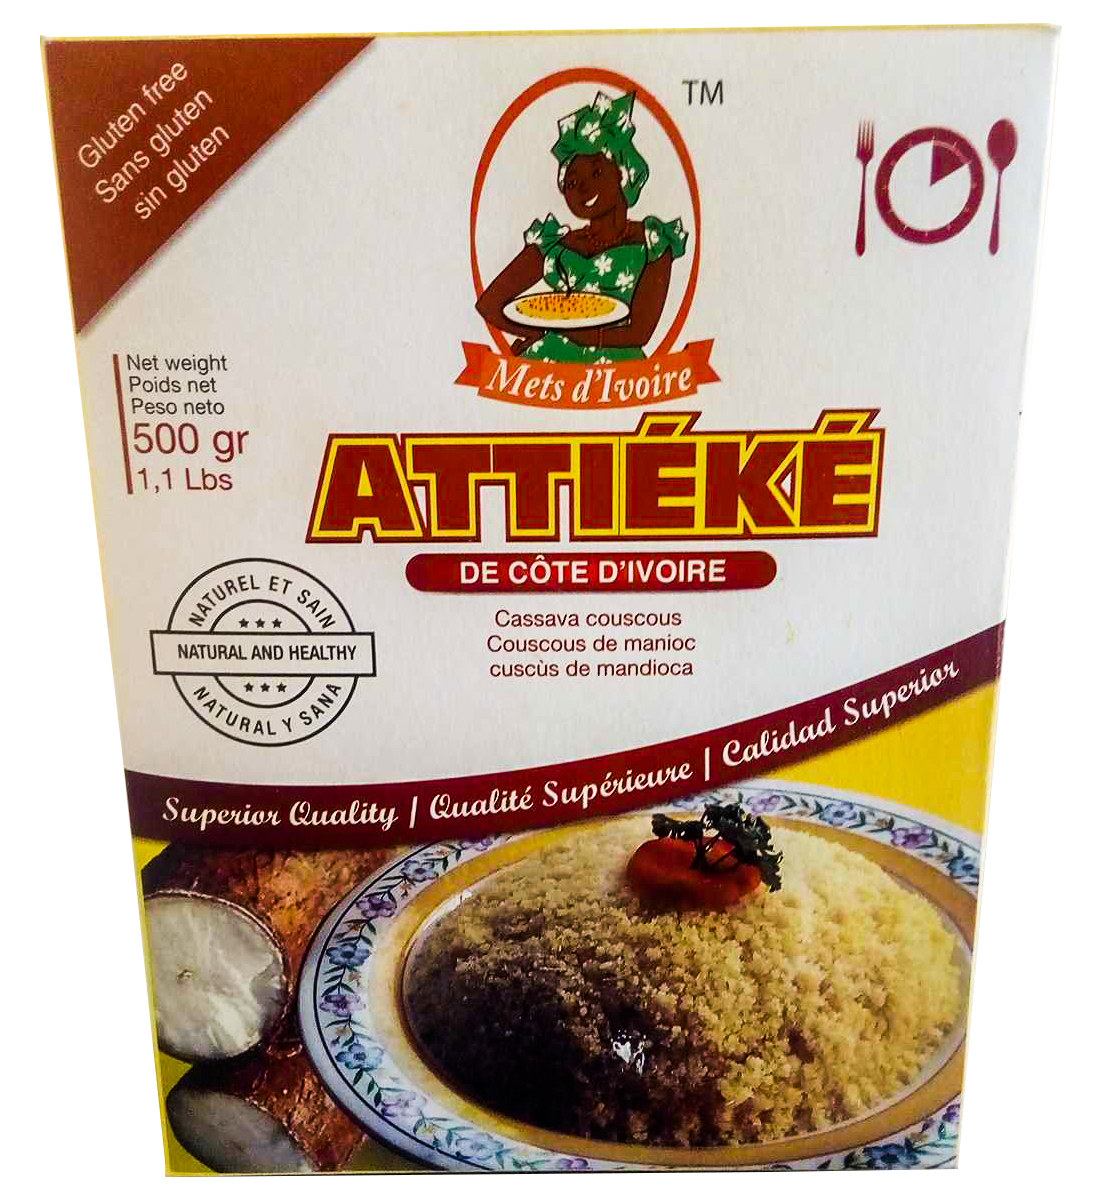 Gluten free
Sans gluten
sin gluten
TM
Mets d'Ivoire
Net weight
Poids net
Peso neto
500 gr
1,1 Lbs
ATTIÉKÉ
DE CÔTE D'IVOIRE
Cassava couscous
Couscous de manioc
cuscùs de mandioca
NATUREL ET SAIN
NATURAL AND HEALTHY
NATURAL Y SANA
Superior Quality | Qualité Supérieure | Calidad Superior